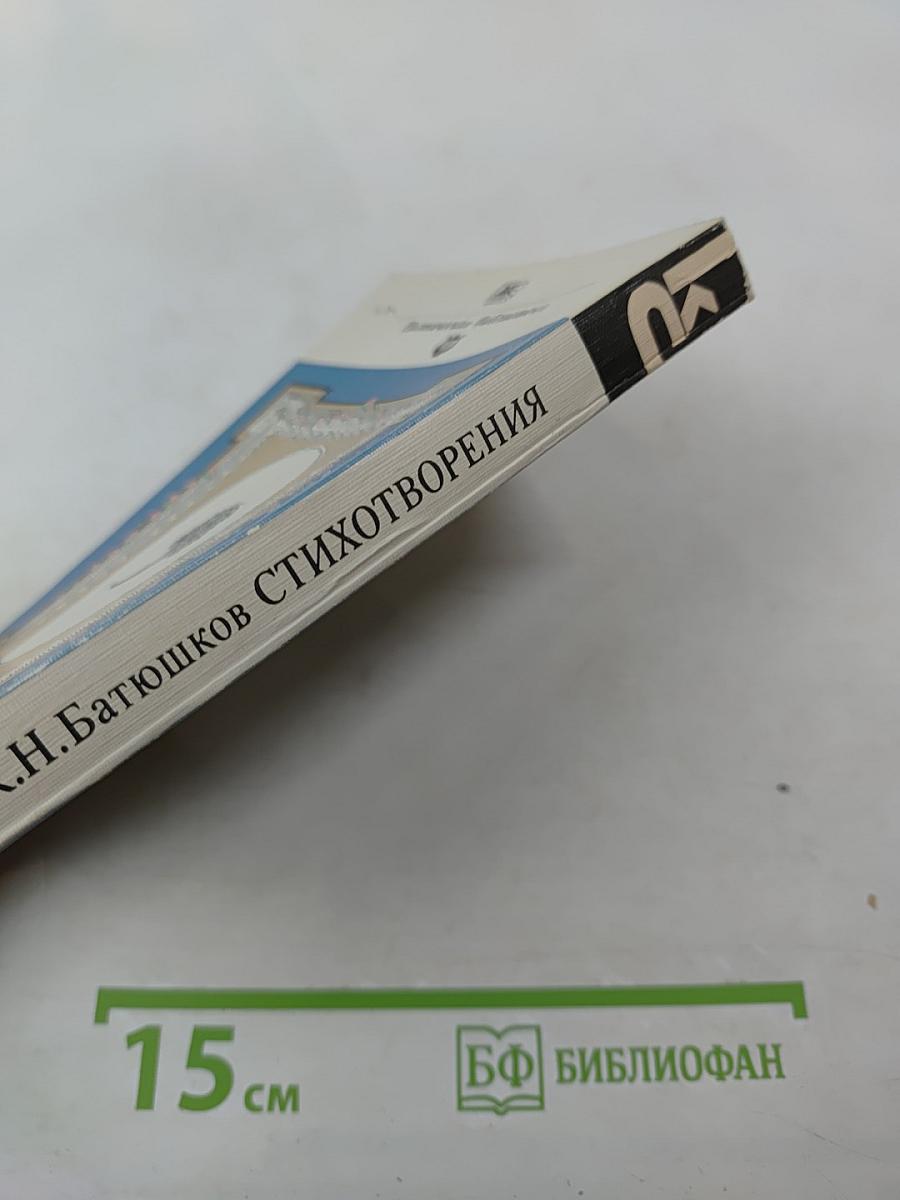 К.Н.Батюшков СТИХОТВОРЕНИЯ
15 см
БФ БИБЛИОФАН